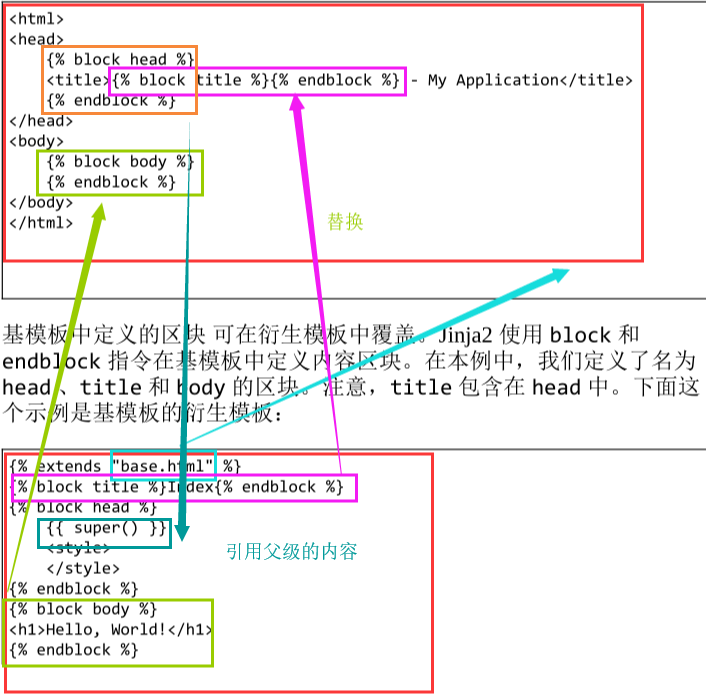 <html>
<head>
{% block head %}
<title>{% block title %}{% endblock %} - My Application</title>
{% endblock %}
</head>
<body>
{% block body %}
{% endblock %}
</body>
</html>
替换
基模板中定义的区块 可在衍生模板中覆盖。Jinja2 使用 block 和
endblock 指令在基模板中定义内容区块。在本例中，我们定义了名为
head 、title 和 body 的区块。注意，title 包含在 head 中。下面这
个示例是基模板的衍生模板：
{% extends "base.html" %}
{% block title %}Index{% endblock %}
{% block head %}
{{ super() }}
<style>
引用父级的内容
</style>
{% endblock %}
{% block body %}
<h1>Hello, World!</h1>
{% endblock %}